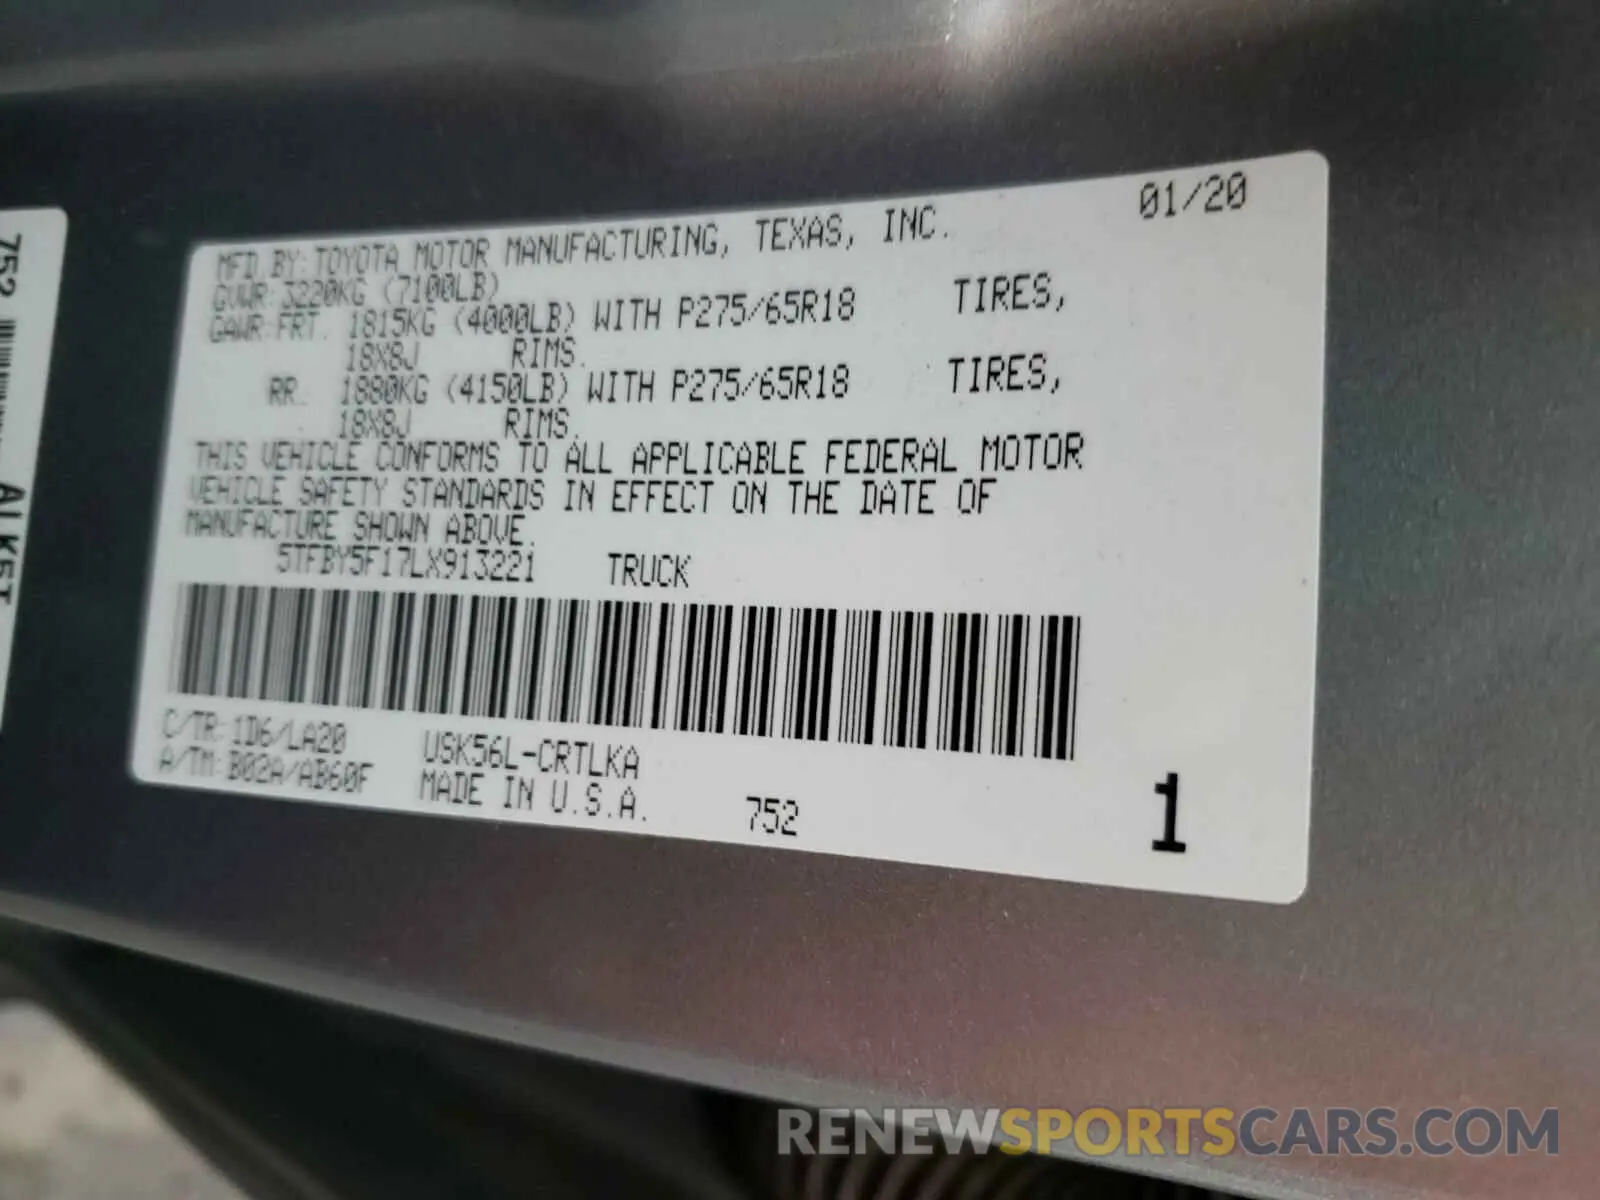 01/20
MFD. BY: TOYOTA MOTOR MANUFACTURING, TEXAS, INC.
GVWR: 3220KG (7100LB)
GAWR: FRT. 1815KG (4000LB) WITH P275/65R18 TIRES,
18X8J RIMS.
RR. 1880KG (4150LB) WITH P275/65R18 TIRES,
18X8J RIMS.
THIS VEHICLE CONFORMS TO ALL APPLICABLE FEDERAL MOTOR
VEHICLE SAFETY STANDARDS IN EFFECT ON THE DATE OF
MANUFACTURE SHOWN ABOVE.
5TFBY5F17LX913221 TRUCK
C/TR: 1D6/LA20 USK56L-CRTLKA
A/TM: B02A/AB60F MADE IN U.S.A. 752
1
752
RENEWSPORTSCARS.COM